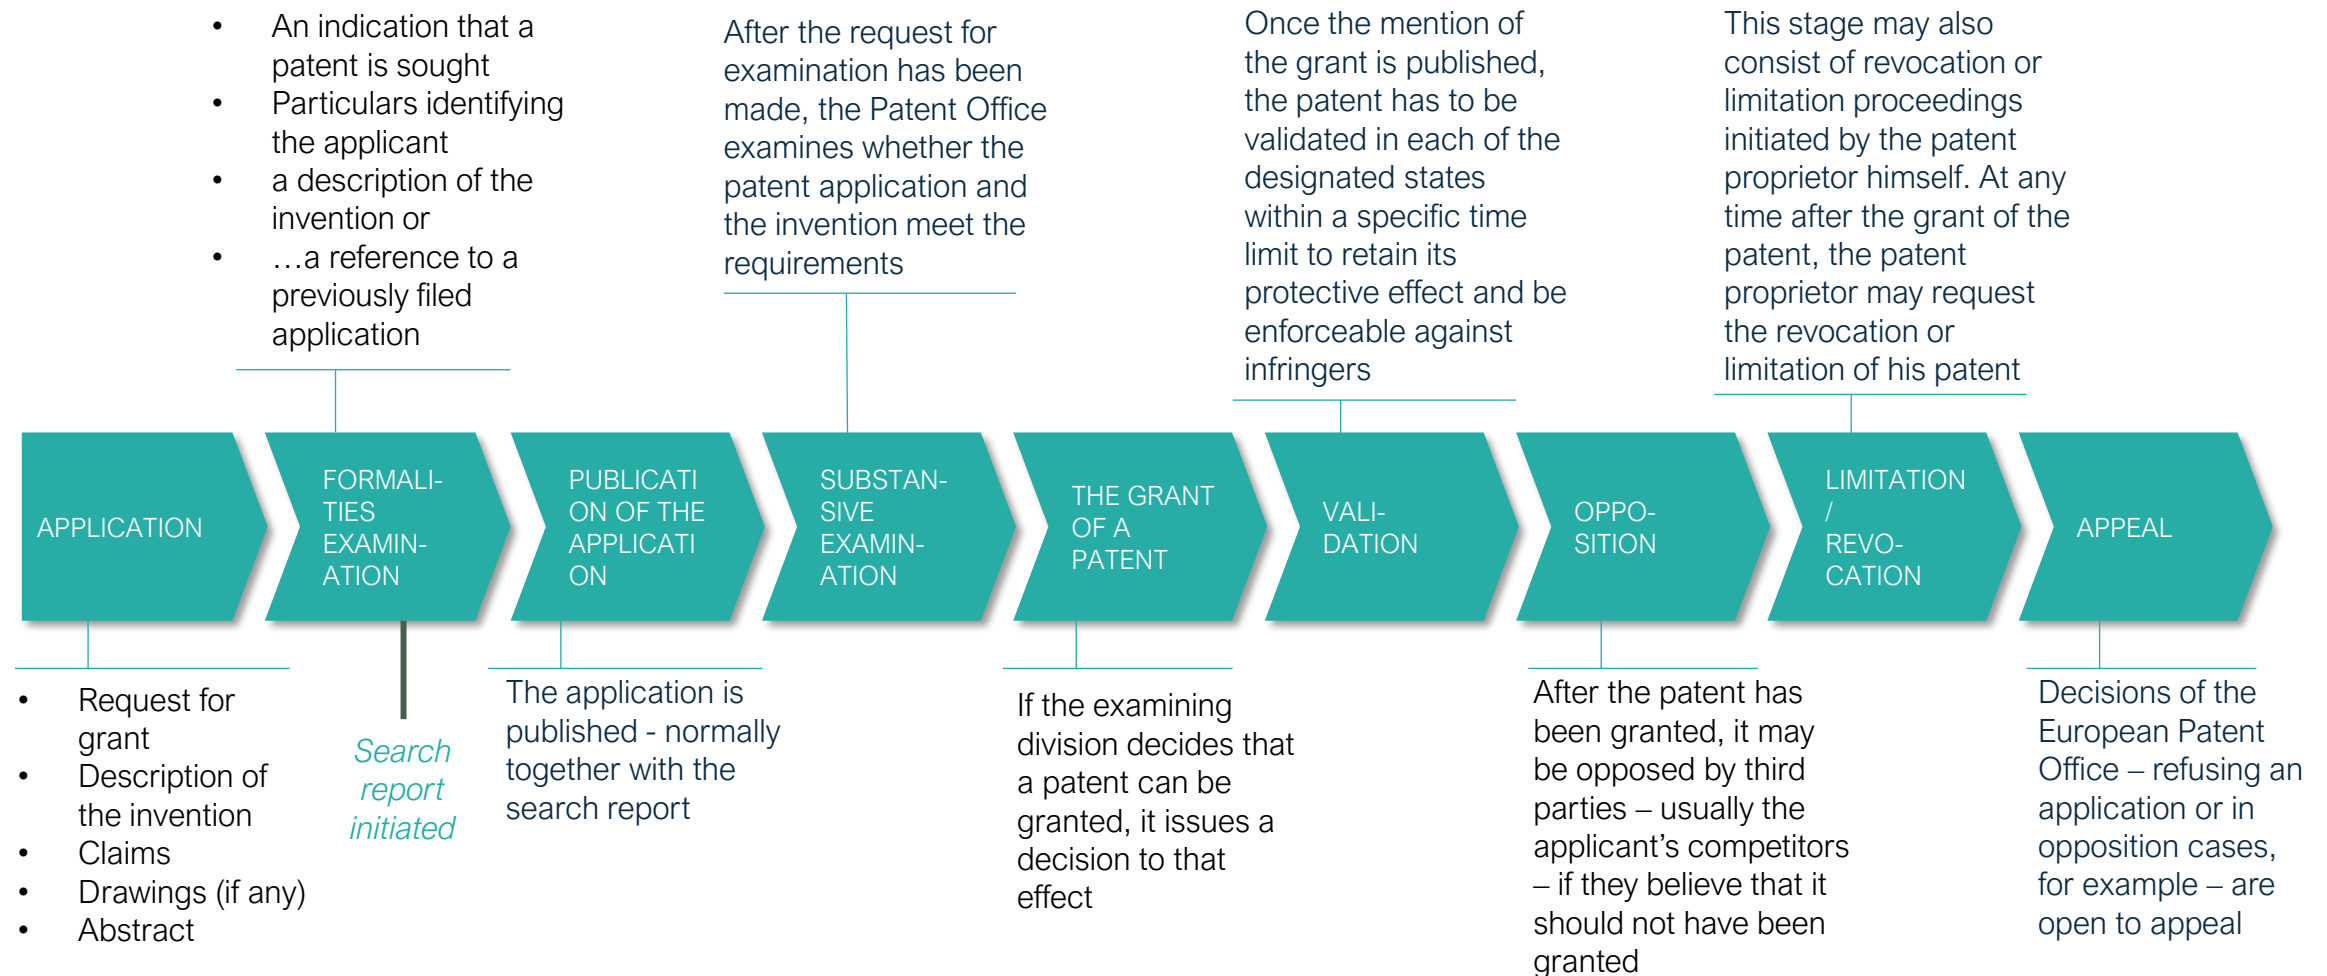 • An indication that a
patent is sought
• Particulars identifying
the applicant
• a description of the
invention or
• …a reference to a
previously filed
application
After the request for
examination has been
made, the Patent Office
examines whether the
patent application and
the invention meet the
requirements
Once the mention of
the grant is published,
the patent has to be
validated in each of the
designated states
within a specific time
limit to retain its
protective effect and be
enforceable against
infringers
This stage may also
consist of revocation or
limitation proceedings
initiated by the patent
proprietor himself. At any
time after the grant of the
patent, the patent
proprietor may request
the revocation or
limitation of his patent
APPLICATION
FORMALI-
TIES
EXAMIN-
ATION
PUBLICATI
ON OF THE
APPLICATI
ON
SUBSTAN-
SIVE
EXAMIN-
ATION
THE GRANT
OF A
PATENT
VALI-
DATION
OPPO-
SITION
LIMITATION
/
REVO-
CATION
APPEAL
• Request for
grant
• Description of
the invention
• Claims
• Drawings (if any)
• Abstract
Search
report
initiated
The application is
published - normally
together with the
search report
If the examining
division decides that
a patent can be
granted, it issues a
decision to that
effect
After the patent has
been granted, it may
be opposed by third
parties – usually the
applicant’s competitors
– if they believe that it
should not have been
granted
Decisions of the
European Patent
Office – refusing an
application or in
opposition cases,
for example – are
open to appeal